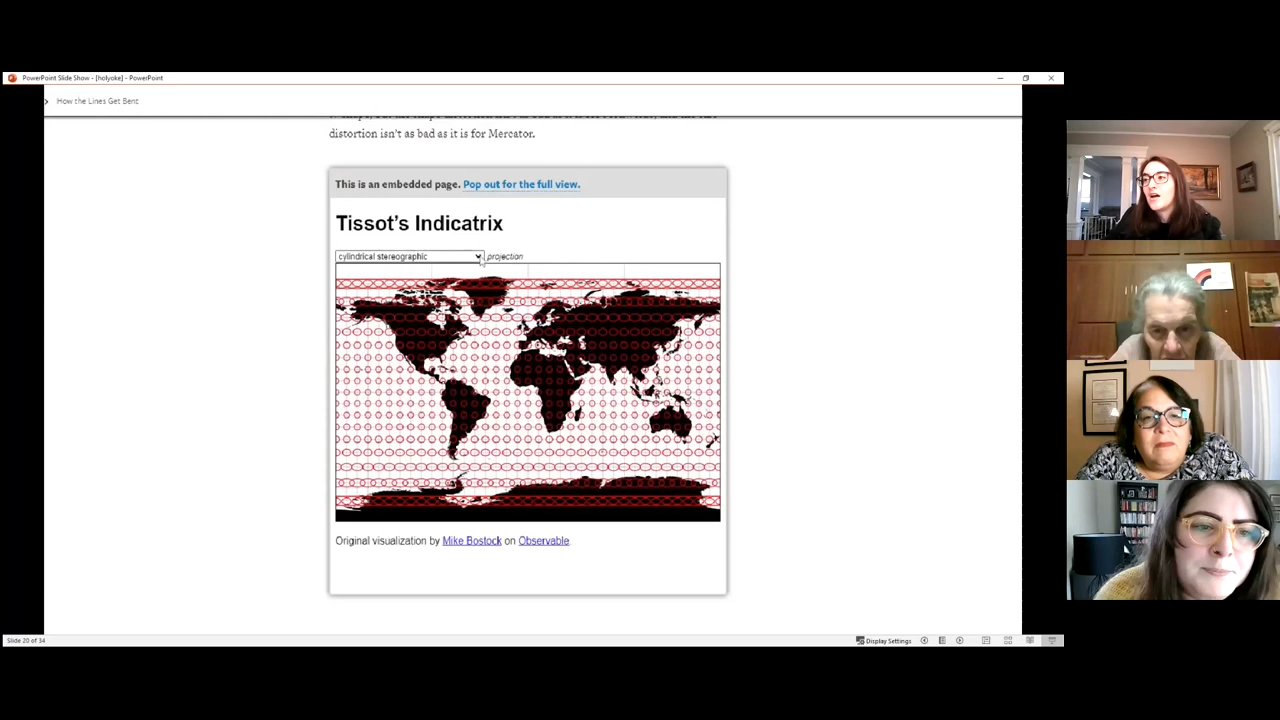 PowerPoint Slide Show - [holyoke] - PowerPoint
How the Lines Get Bent
distortion isn't as bad as it is for Mercator.
This is an embedded page. Pop out for the full view.
Tissot's Indicatrix
cylindrical stereographic projection
Original visualization by Mike Bostock on Observable.
Slide 20 of 34
Display Settings